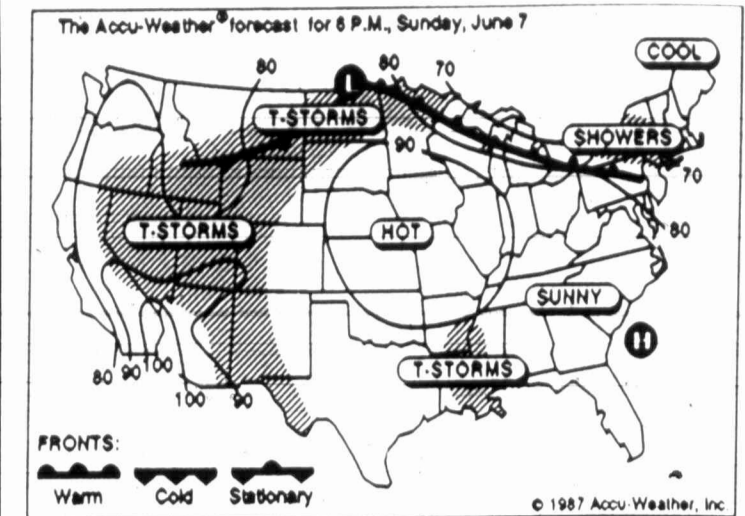 The Accu-Weather® forecast for 6 P.M., Sunday, June 7
COOL
80
80
70
L
T-STORMS
SHOWERS
90
70
T-STORMS
HOT
80
SUNNY
H
T-STORMS
80 90 100
100
90
FRONTS:
Warm Cold Stationary
© 1987 Accu-Weather, Inc.